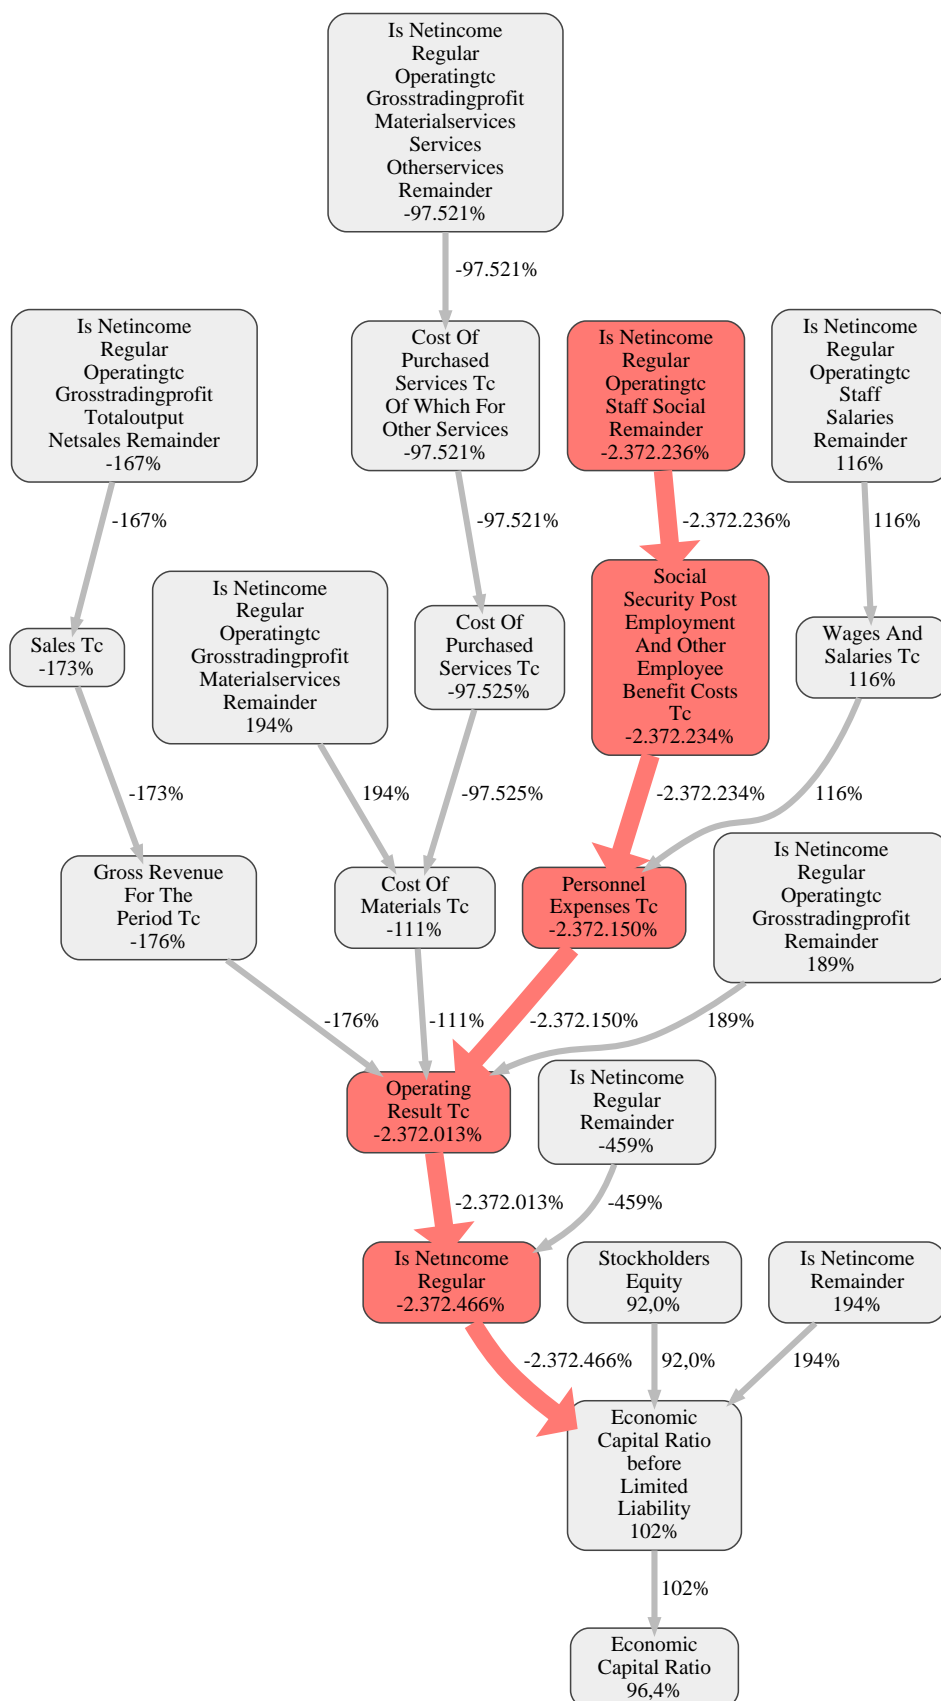 Is Netincome
Regular
Operatingtc
Grosstradingprofit
Materialservices
Services
Otherservices
Remainder
-97.521%
-97.521%
Is Netincome
Regular
Operatingtc
Grosstradingprofit
Totaloutput
Netsales Remainder
-167%
Cost Of
Purchased
Services Tc
Of Which For
Other Services
-97.521%
Is Netincome
Regular
Operatingtc
Staff Social
Remainder
-2.372.236%
Is Netincome
Regular
Operatingtc
Staff
Salaries
Remainder
116%
-167%
-97.521%
-2.372.236%
116%
Is Netincome
Regular
Operatingtc
Grosstradingprofit
Materialservices
Remainder
194%
Social
Security Post
Employment
And Other
Employee
Benefit Costs
Tc
-2.372.234%
Sales Tc
-173%
Cost Of
Purchased
Services Tc
-97.525%
Wages And
Salaries Tc
116%
-173%
194%
-97.525%
-2.372.234%
116%
Gross Revenue
For The
Period Tc
-176%
Cost Of
Materials Tc
-111%
Personnel
Expenses Tc
-2.372.150%
Is Netincome
Regular
Operatingtc
Grosstradingprofit
Remainder
189%
-176%
-111%
-2.372.150%
189%
Operating
Result Tc
-2.372.013%
Is Netincome
Regular
Remainder
-459%
-2.372.013%
-459%
Is Netincome
Regular
-2.372.466%
Stockholders
Equity
92,0%
Is Netincome
Remainder
194%
-2.372.466%
92,0%
194%
Economic
Capital Ratio
before
Limited
Liability
102%
102%
Economic
Capital Ratio
96,4%